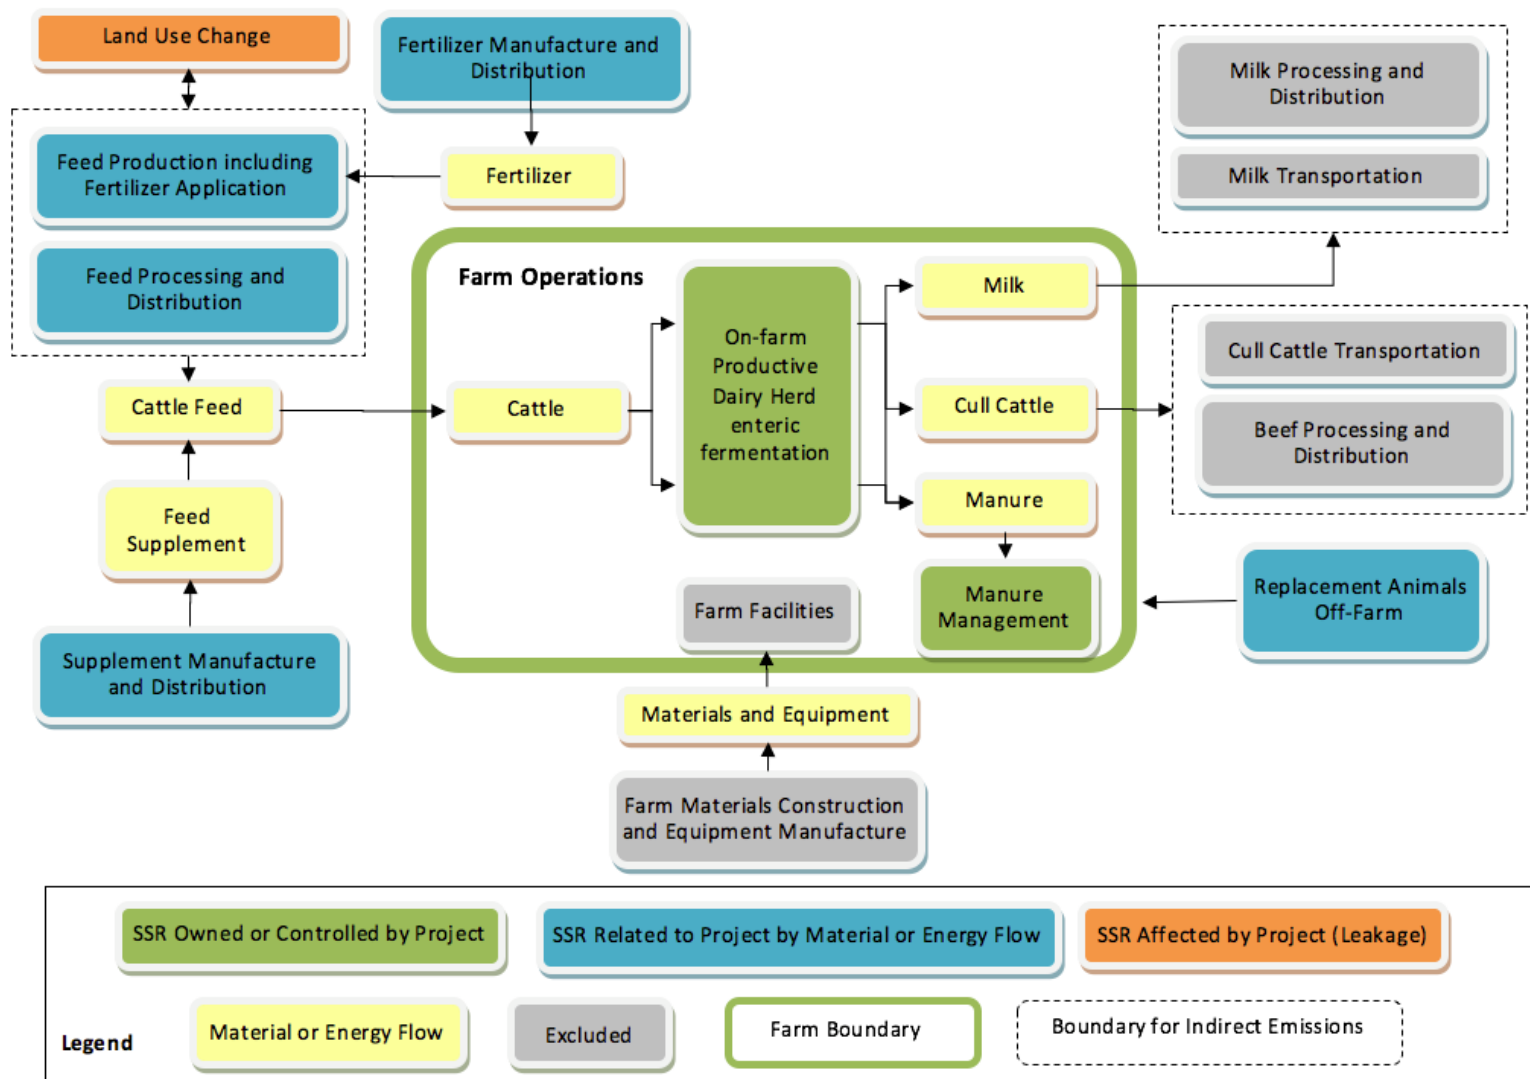 Land Use Change
Fertilizer Manufacture and
Distribution
Milk Processing and
Distribution
Milk Transportation
Feed Production including
Fertilizer Application
Fertilizer
Feed Processing and
Distribution
Farm Operations
Milk
On-farm
Productive
Dairy Herd
enteric
fermentation
Cull Cattle Transportation
Beef Processing and
Distribution
Cattle Feed
Cattle
Cull Cattle
Manure
Feed
Supplement
Farm Facilities
Manure
Management
Replacement Animals
Off-Farm
Supplement Manufacture
and Distribution
Materials and Equipment
Farm Materials Construction
and Equipment Manufacture
SSR Owned or Controlled by Project
SSR Related to Project by Material or Energy Flow
SSR Affected by Project (Leakage)
Legend
Material or Energy Flow
Excluded
Farm Boundary
Boundary for Indirect Emissions